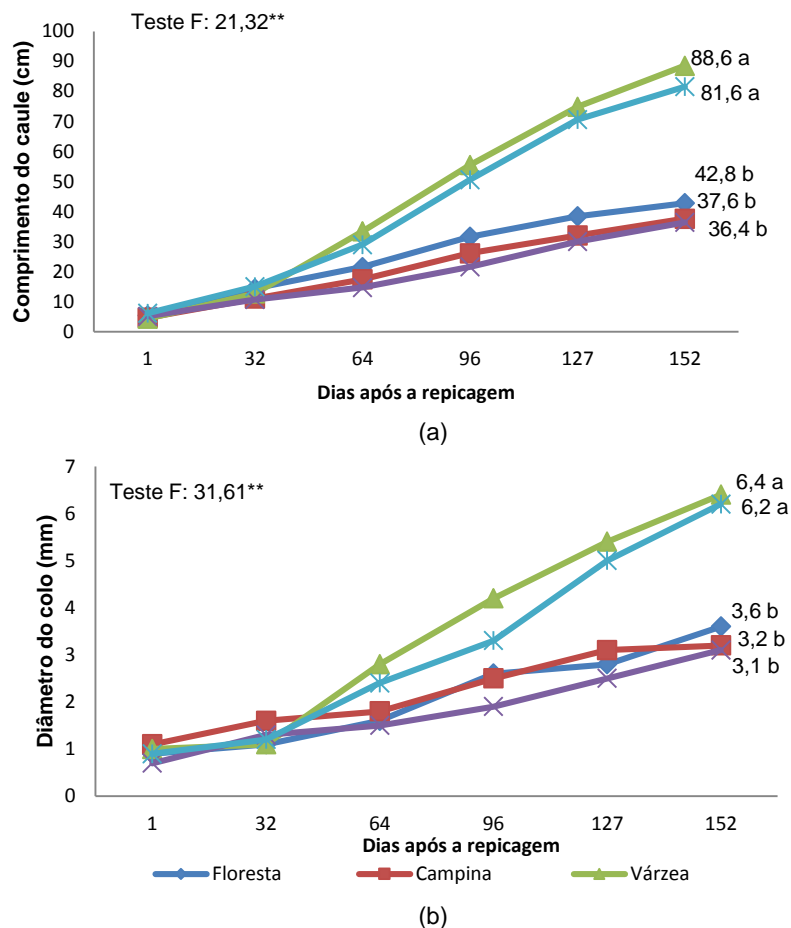 Teste F: 21,32**
Comprimento do caule (cm)
100
90
80
70
60
50
40
30
20
10
0
88,6 a
81,6 a
42,8 b
37,6 b
36,4 b
1 32 64 96 127 152
Dias após a repicagem
(a)
Teste F: 31,61**
Diâmetro do colo (mm)
7
6
5
4
3
2
1
0
6,4 a
6,2 a
3,6 b
3,2 b
3,1 b
1 32 64 96 127 152
Dias após a repicagem
Floresta Campina Várzea
(b)